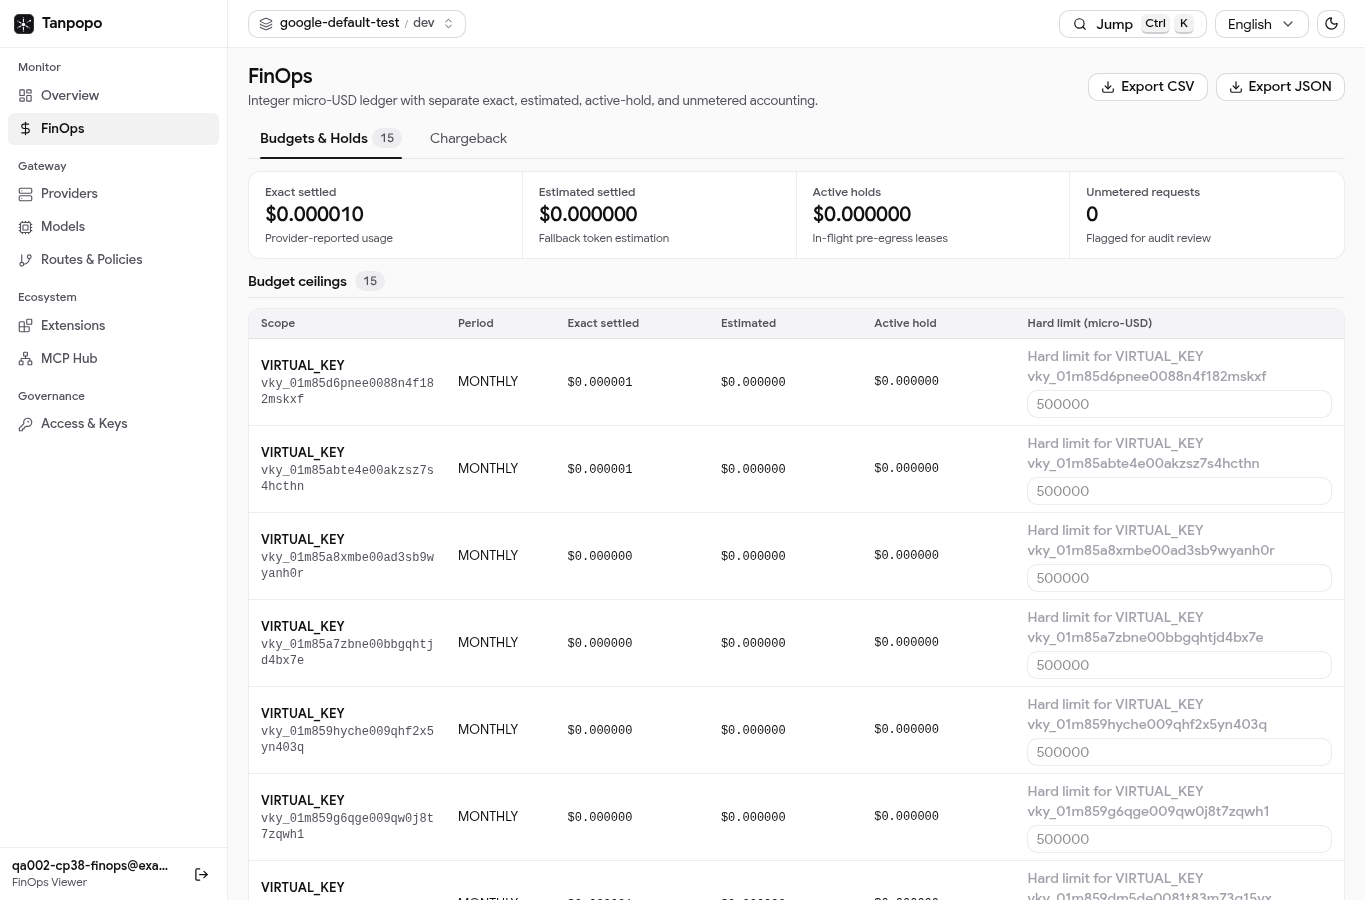 Tanpopo
google-default-test / dev
Jump Ctrl K
English
Monitor
Overview
FinOps
Gateway
Providers
Models
Routes & Policies
Ecosystem
Extensions
MCP Hub
Governance
Access & Keys
qa002-cp38-finops@exa...
FinOps Viewer
FinOps
Integer micro-USD ledger with separate exact, estimated, active-hold, and unmetered accounting.
Export CSV
Export JSON
Budgets & Holds 15
Chargeback
Exact settled
$0.000010
Provider-reported usage
Estimated settled
$0.000000
Fallback token estimation
Active holds
$0.000000
In-flight pre-egress leases
Unmetered requests
0
Flagged for audit review
Budget ceilings 15
Scope Period Exact settled Estimated Active hold Hard limit (micro-USD)
VIRTUAL_KEY
vky_01m85d6pnee0088n4f18
2mskxf
MONTHLY $0.000001 $0.000000 $0.000000
Hard limit for VIRTUAL_KEY
vky_01m85d6pnee0088n4f182mskxf
500000
VIRTUAL_KEY
vky_01m85abte4e00akzsz7s
4hcthn
MONTHLY $0.000001 $0.000000 $0.000000
Hard limit for VIRTUAL_KEY
vky_01m85abte4e00akzsz7s4hcthn
500000
VIRTUAL_KEY
vky_01m85a8xmbe00ad3sb9w
yanh0r
MONTHLY $0.000000 $0.000000 $0.000000
Hard limit for VIRTUAL_KEY
vky_01m85a8xmbe00ad3sb9wyanh0r
500000
VIRTUAL_KEY
vky_01m85a7zbne00bbgqhtj
d4bx7e
MONTHLY $0.000000 $0.000000 $0.000000
Hard limit for VIRTUAL_KEY
vky_01m85a7zbne00bbgqhtjd4bx7e
500000
VIRTUAL_KEY
vky_01m859hyche009qhf2x5
yn403q
MONTHLY $0.000000 $0.000000 $0.000000
Hard limit for VIRTUAL_KEY
vky_01m859hyche009qhf2x5yn403q
500000
VIRTUAL_KEY
vky_01m859g6qge009qw0j8t
7zqwh1
MONTHLY $0.000000 $0.000000 $0.000000
Hard limit for VIRTUAL_KEY
vky_01m859g6qge009qw0j8t7zqwh1
500000
VIRTUAL_KEY
Hard limit for VIRTUAL_KEY